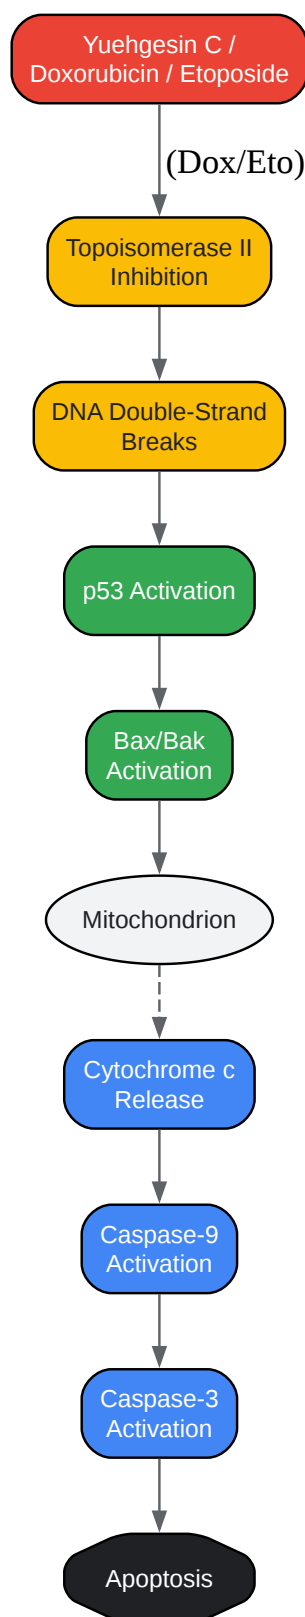 Yuehgesin C /
Doxorubicin / Etoposide
(Dox/Eto)
Topoisomerase II
Inhibition
DNA Double-Strand
Breaks
p53 Activation
Bax/Bak
Activation
Mitochondrion
Cytochrome c
Release
Caspase-9
Activation
Caspase-3
Activation
Apoptosis